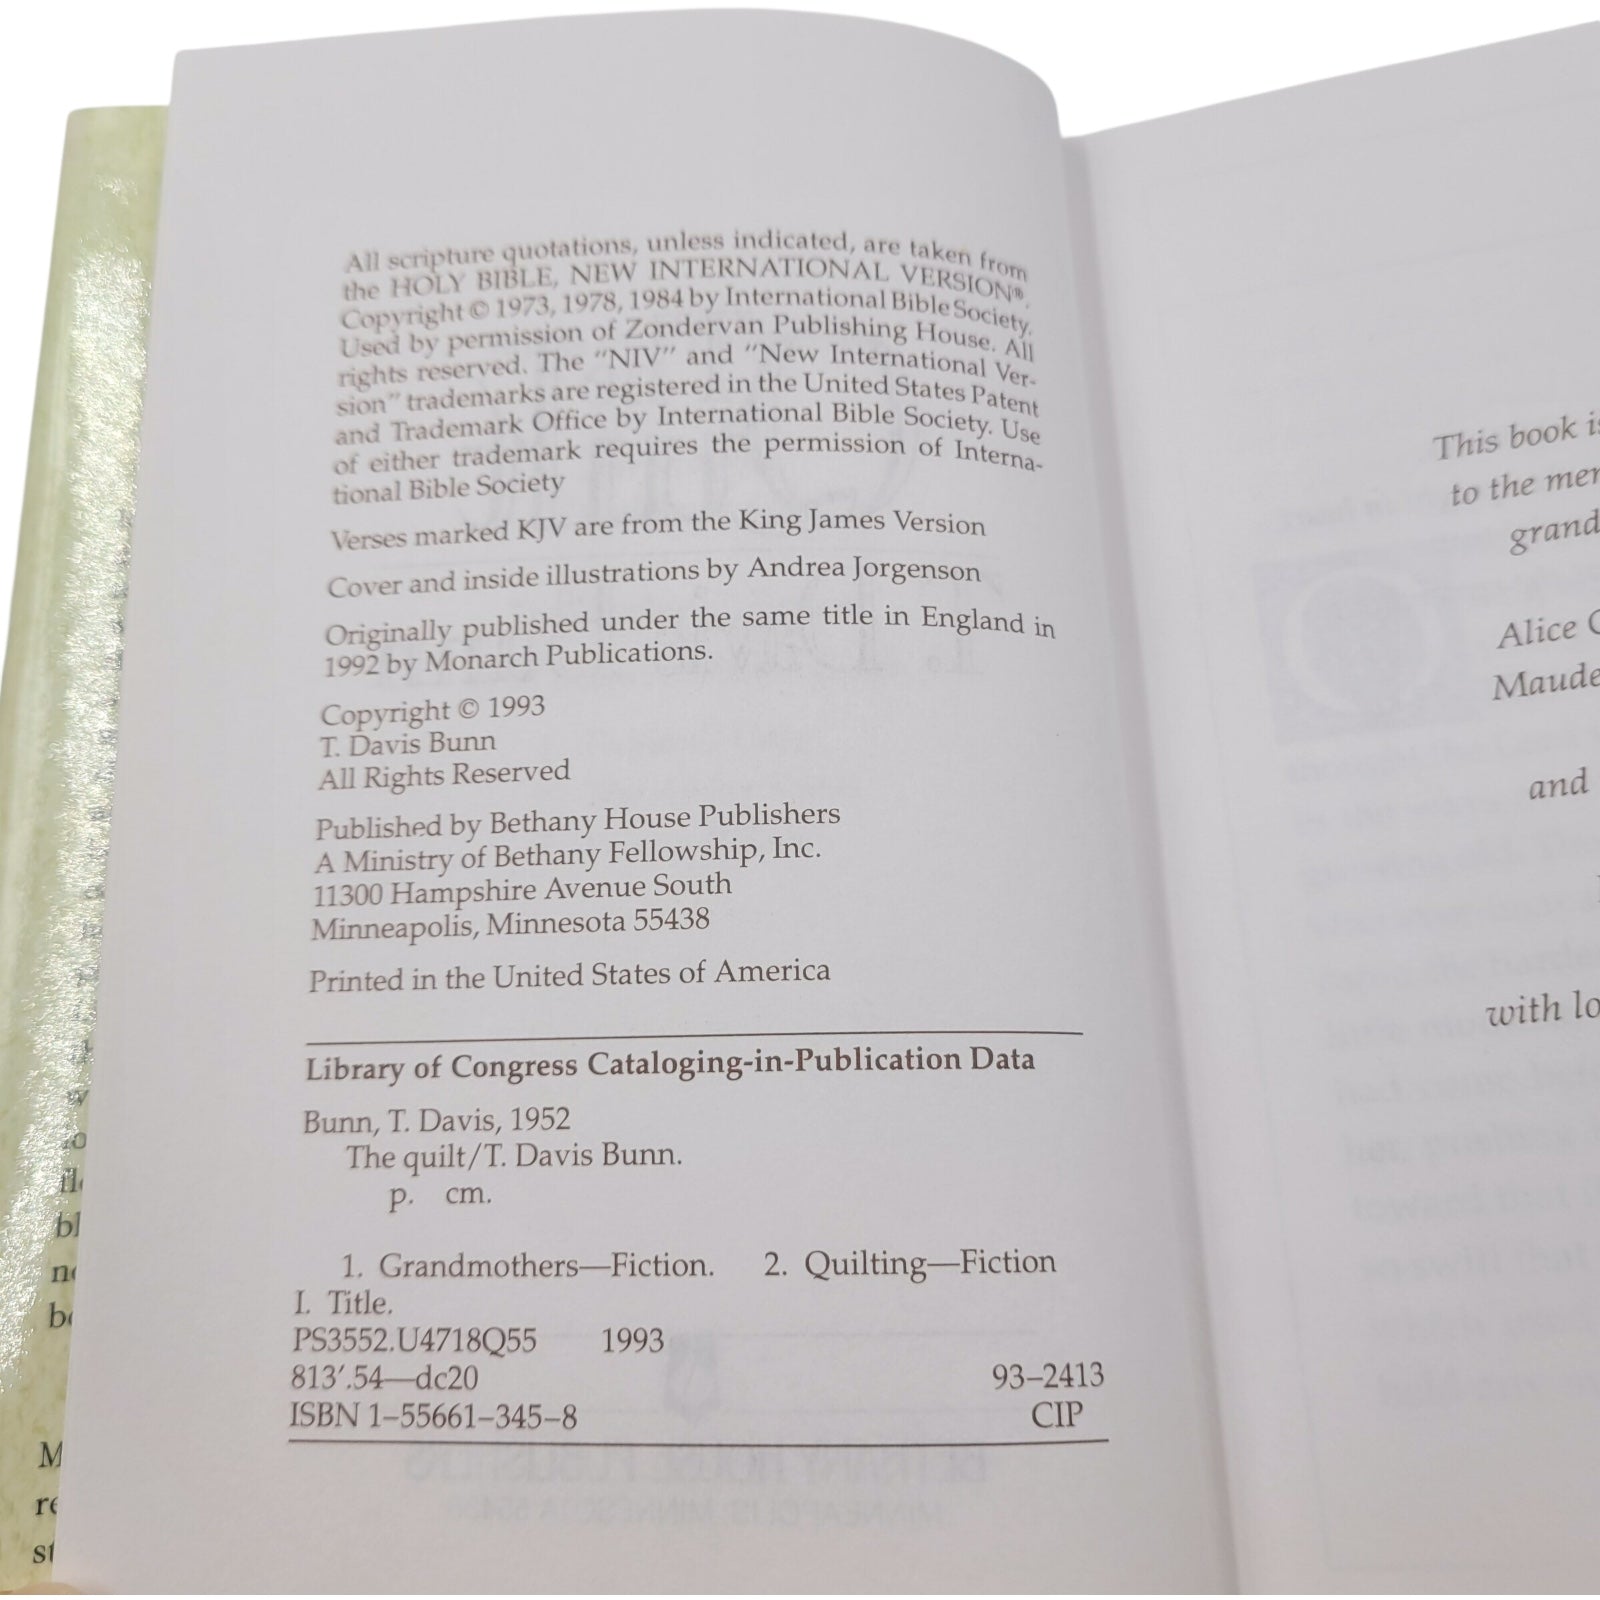 All scripture quotations, unless indicated, are taken from
the HOLY BIBLE, NEW INTERNATIONAL VERSION®.
Copyright © 1973, 1978, 1984 by International Bible Society.
Used by permission of Zondervan Publishing House. All
rights reserved. The "NIV" and "New International Ver-
sion" trademarks are registered in the United States Patent
and Trademark Office by International Bible Society. Use
of either trademark requires the permission of Interna-
tional Bible Society
Verses marked KJV are from the King James Version
Cover and inside illustrations by Andrea Jorgenson
Originally published under the same title in England in
1992 by Monarch Publications.
Copyright © 1993
T. Davis Bunn
All Rights Reserved
Published by Bethany House Publishers
A Ministry of Bethany Fellowship, Inc.
11300 Hampshire Avenue South
Minneapolis, Minnesota 55438
Printed in the United States of America
Library of Congress Cataloging-in-Publication Data
Bunn, T. Davis, 1952
The quilt/T. Davis Bunn.
p. cm.
1. Grandmothers—Fiction. 2. Quilting—Fiction
I. Title.
PS3552.U4718Q55 1993
813′.54—dc20 93–2413
ISBN 1–55661–345–8 CIP
This book is
to the
grand
Alice
Maude
and
with